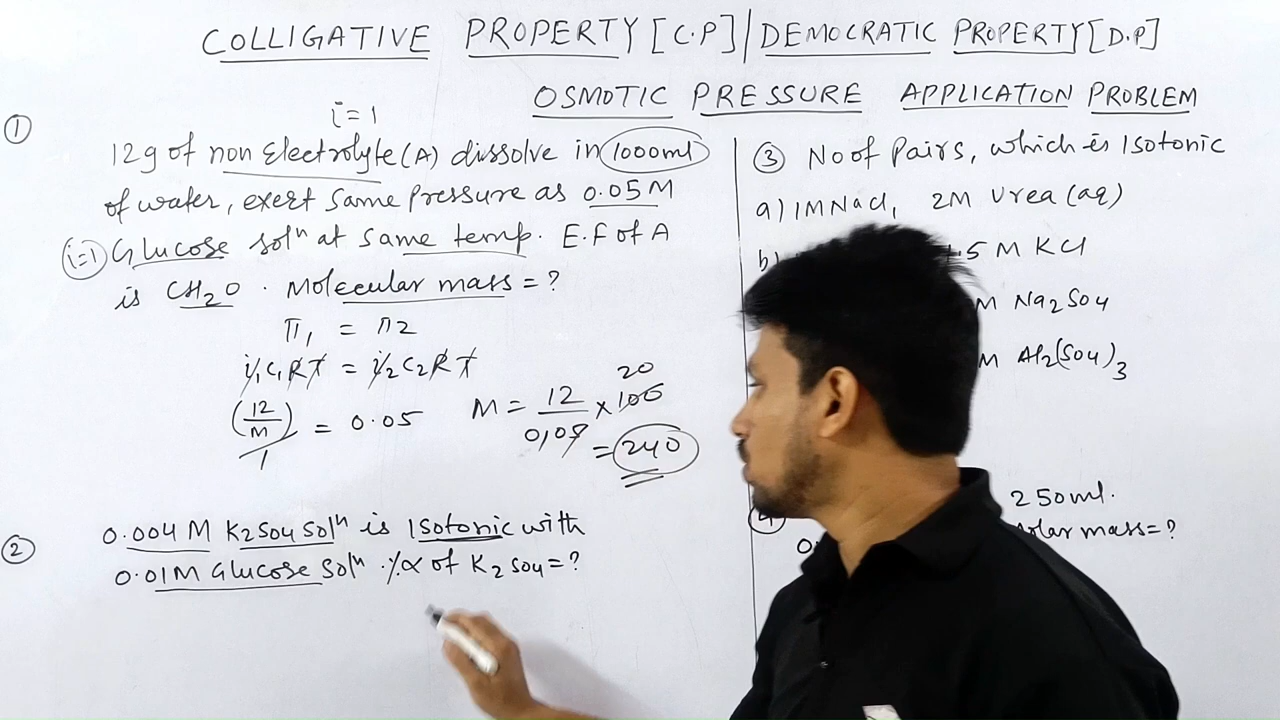 COLLIGATIVE PROPERTY [C.P] / DEMOCRATIC PROPERTY [D.P]
OSMOTIC PRESSURE APPLICATION PROBLEM
①
i=1
12g of non Electrolyte(A) dissolve in 1000ml
of water, exert same pressure as 0.05 M
i=1 Glucose solⁿ at same temp. E.F of A
is CH2O. Molecular mass = ?
π1 = π2
i1C1RT = i2C2RT
(12/M)/1 = 0.05
M = 12/0.05 × 100 20
= 240
② 0.004 M K2SO4 Solⁿ is Isotonic with
0.01M Glucose Solⁿ. %α of K2SO4 = ?
③ No of Pairs, which is Isotonic
a) 1M NaCl, 2M Urea (aq)
b) .5 M KCl
M Na2SO4
M Al2(SO4)3
④ 250ml.
mass = ?